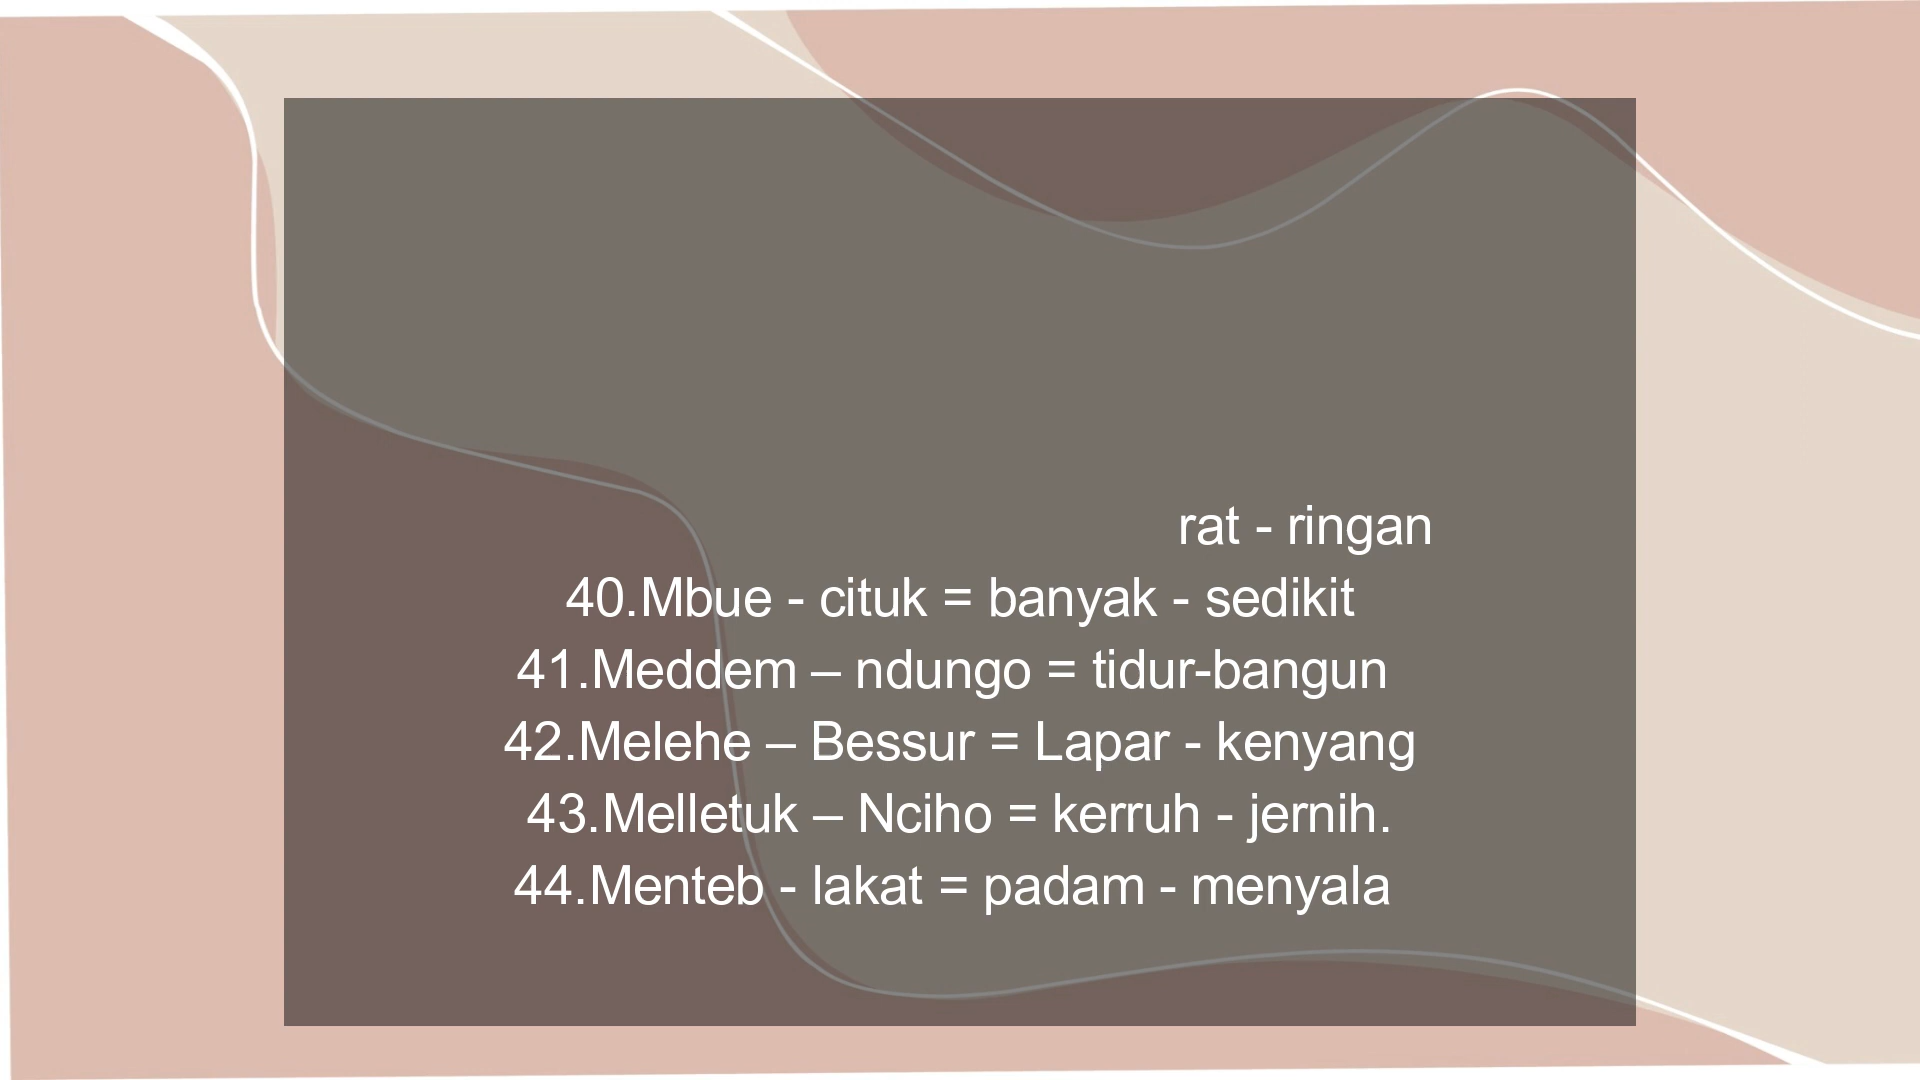 rat - ringan
40.Mbue - cituk = banyak - sedikit
41.Meddem – ndungo = tidur-bangun
42.Melehe – Bessur = Lapar - kenyang
43.Melletuk – Nciho = kerruh - jernih.
44.Menteb - lakat = padam - menyala